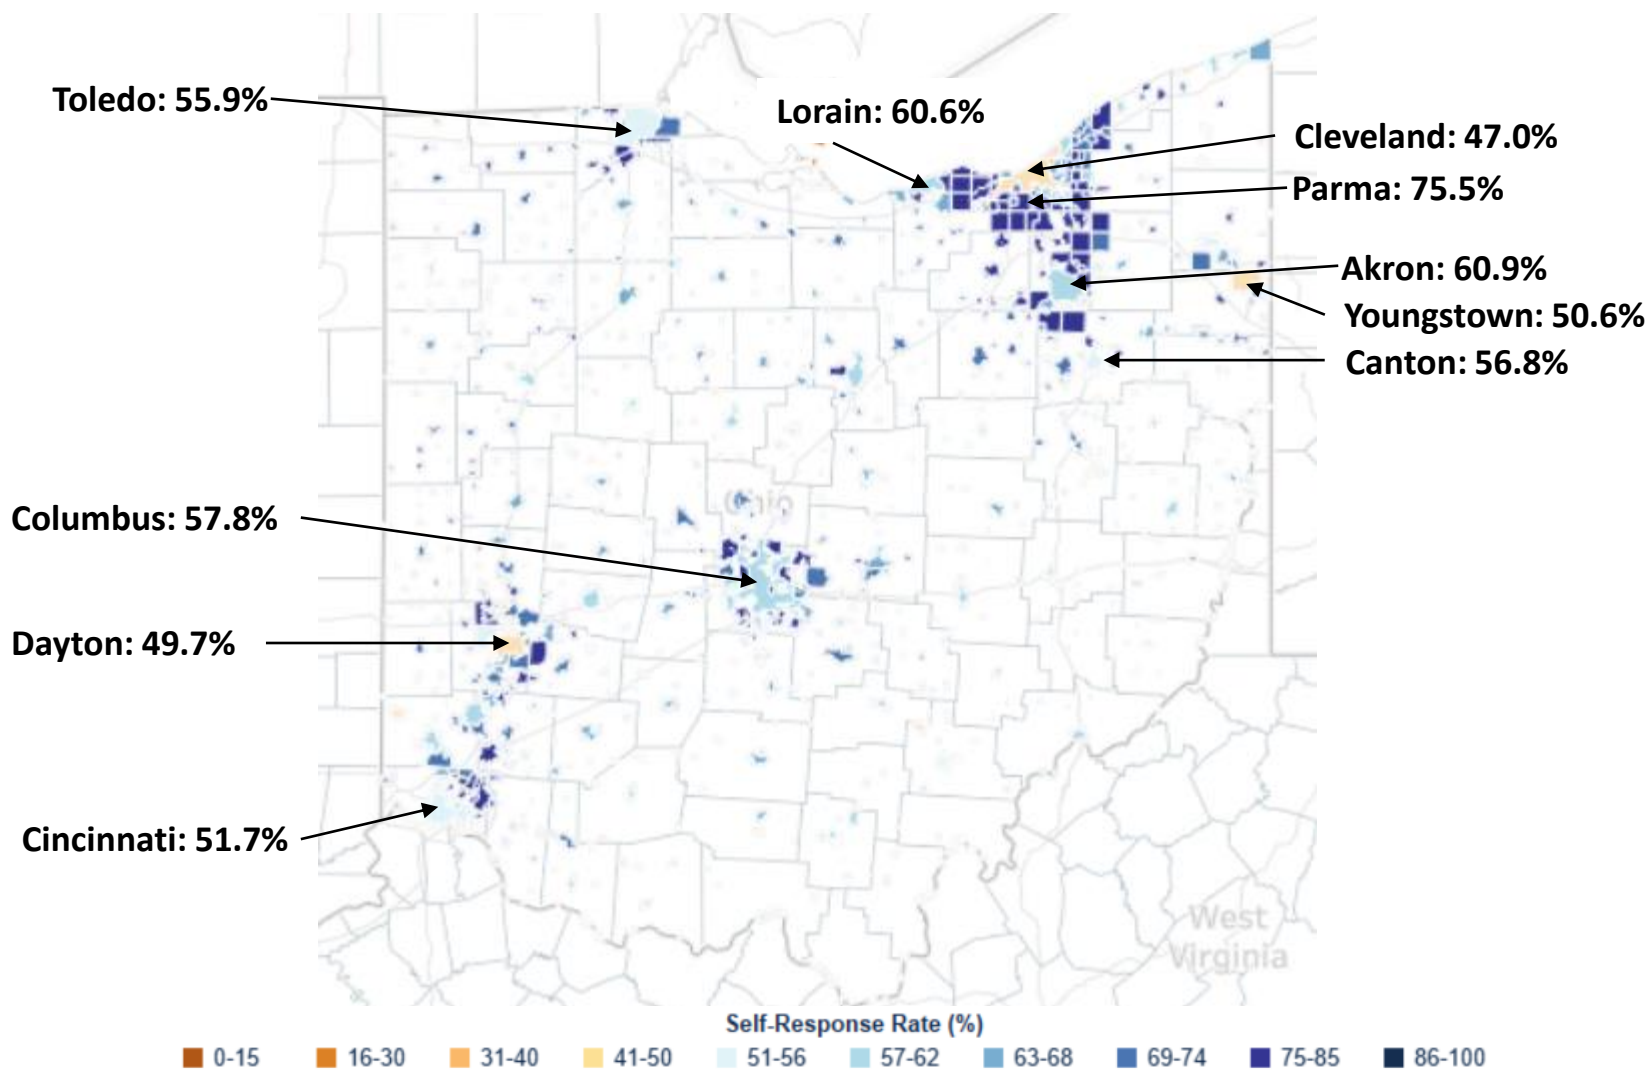 Toledo: 55.9%
Lorain: 60.6%
Cleveland: 47.0%
Parma: 75.5%
Akron: 60.9%
Youngstown: 50.6%
Canton: 56.8%
Ohio
Columbus: 57.8%
Dayton: 49.7%
Cincinnati: 51.7%
West
Virginia
Self-Response Rate (%)
0-15 16-30 31-40 41-50 51-56 57-62 63-68 69-74 75-85 86-100